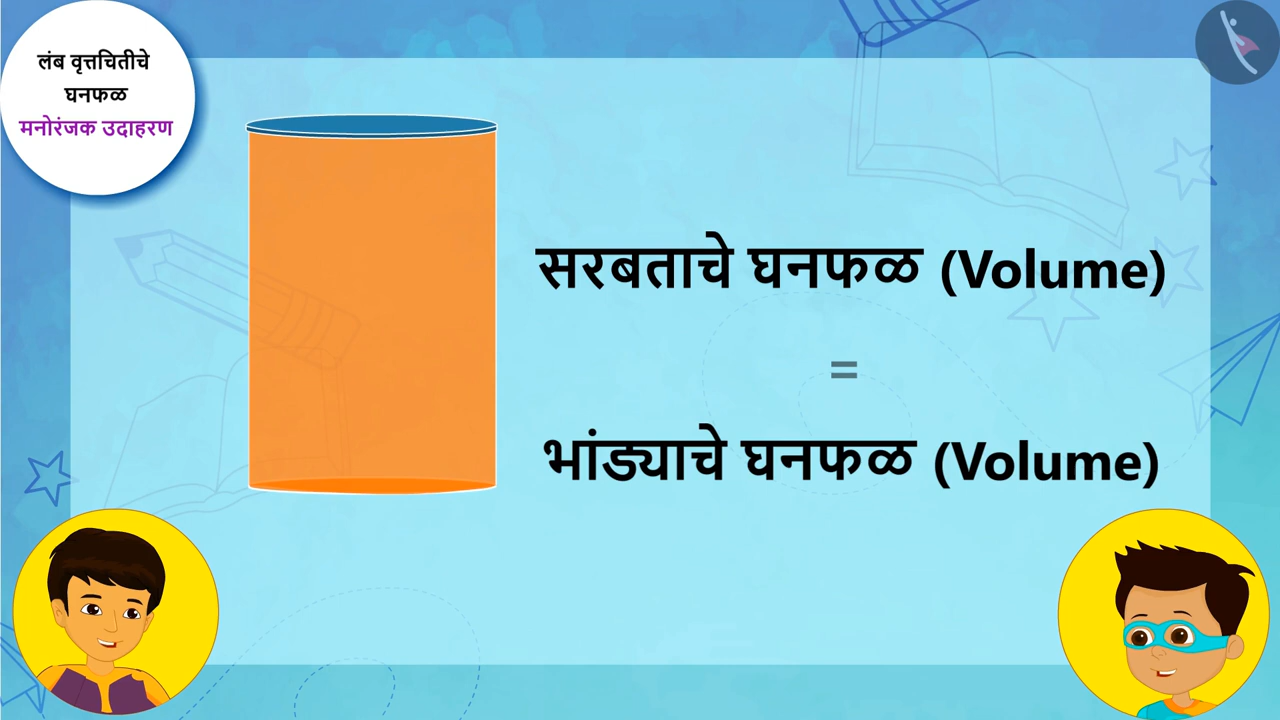 लंब वृत्तचितीचे
घनफळ
मनोरंजक उदाहरण
सरबताचे घनफळ (Volume)
=
भांड्याचे घनफळ (Volume)